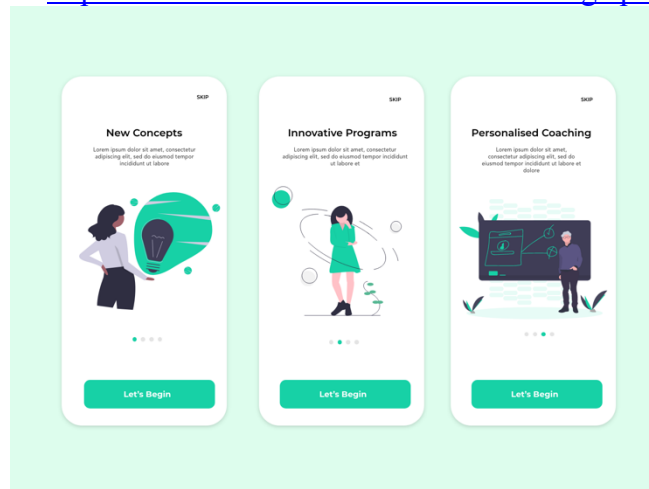 SKIP
New Concepts
Lorem ipsum dolor sit amet, consectetur
adipiscing elit, sed do eiusmod tempor
incididunt ut labore
Let's Begin
SKIP
Innovative Programs
Lorem ipsum dolor sit amet, consectetur
adipiscing elit, sed do eiusmod tempor incididunt
ut labore et
Let's Begin
SKIP
Personalised Coaching
Lorem ipsum dolor sit amet,
consectetur adipiscing elit, sed do
eiusmod tempor incididunt ut labore et
dolore
Let's Begin